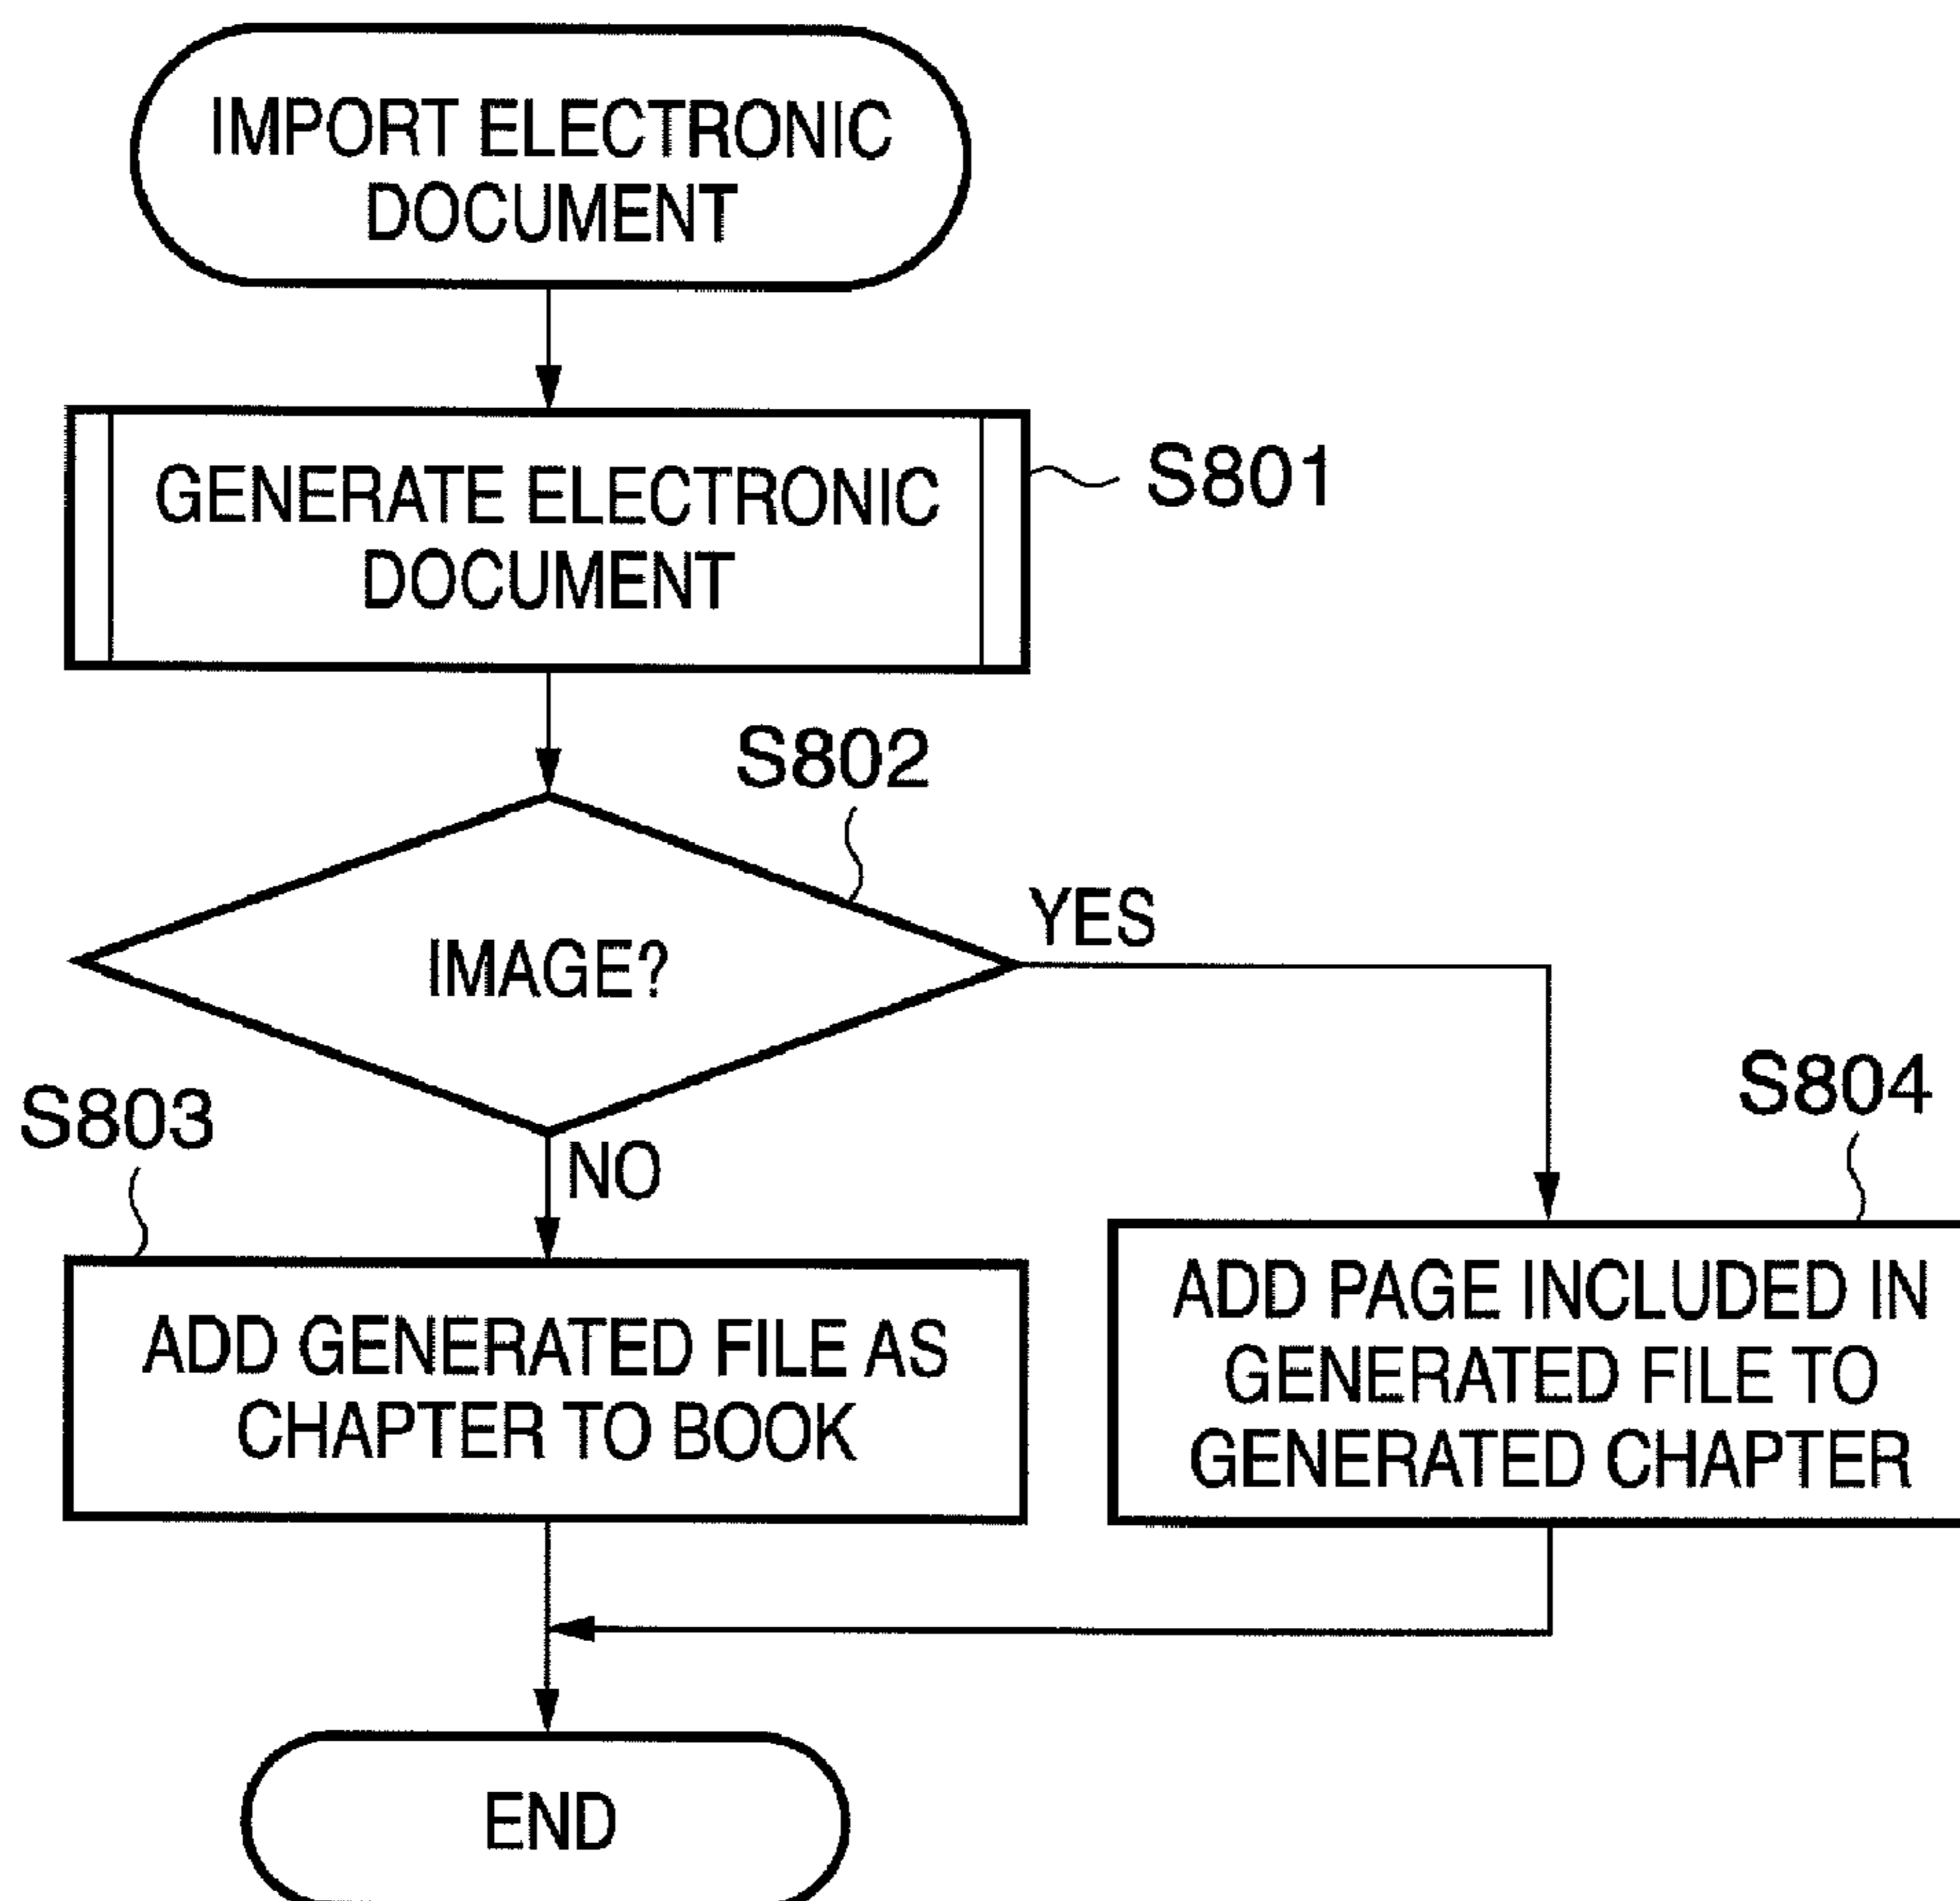 IMPORT ELECTRONIC
DOCUMENT
GENERATE ELECTRONIC
DOCUMENT
S801
S802
IMAGE?
YES
NO
S803
ADD GENERATED FILE AS
CHAPTER TO BOOK
S804
ADD PAGE INCLUDED IN
GENERATED FILE TO
GENERATED CHAPTER
END